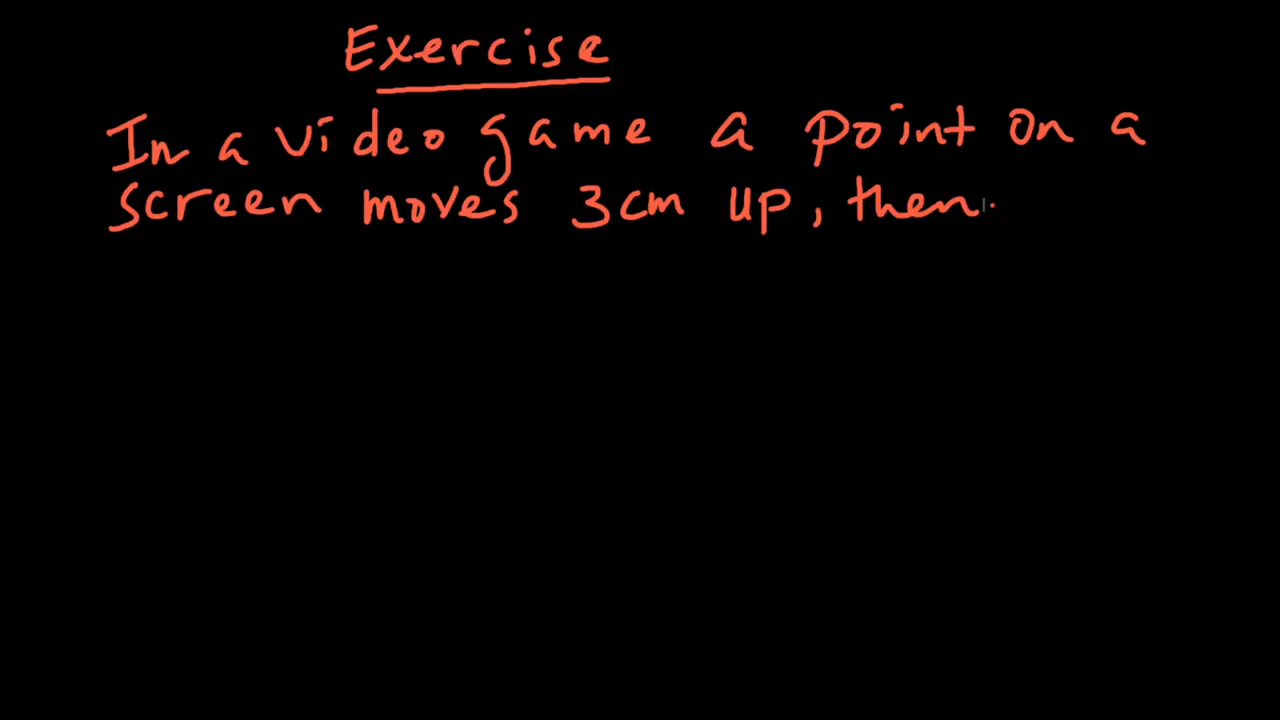 Exercise
In a video game a point on a
screen moves 3cm up, then